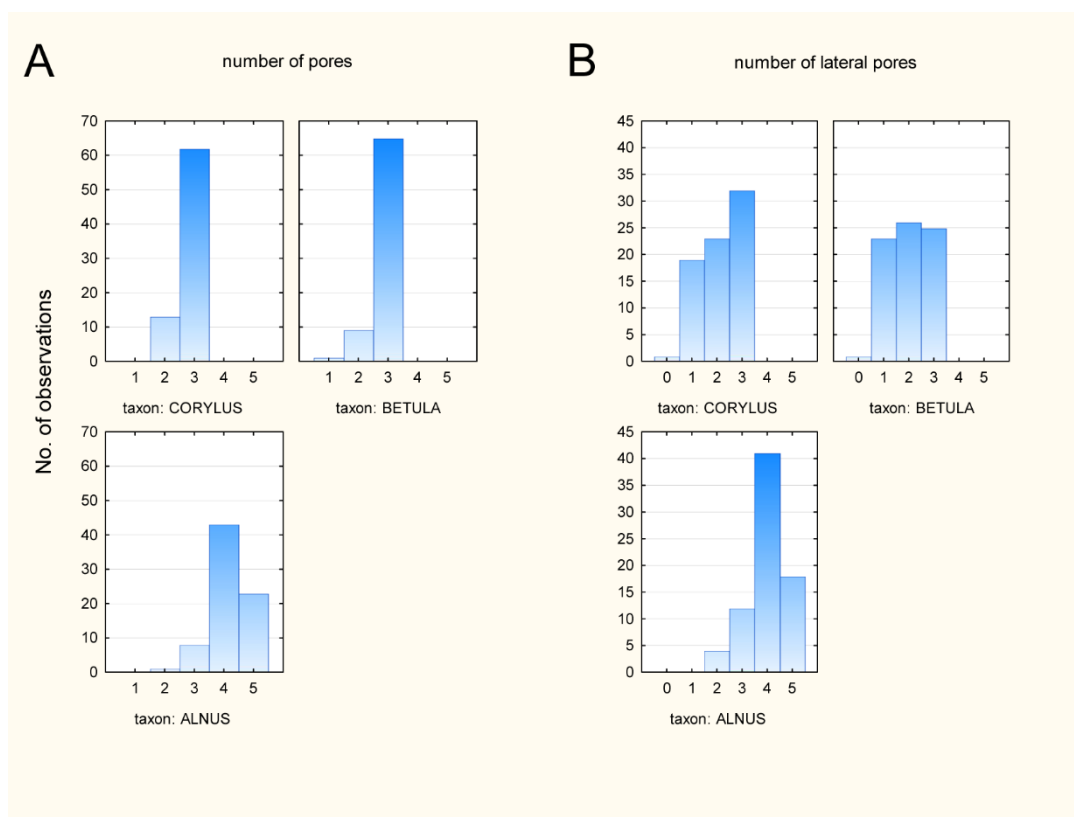 A
number of pores
B
number of lateral pores
No. of observations
70
60
50
40
30
20
10
0
1 2 3 4 5
taxon: CORYLUS
1 2 3 4 5
taxon: BETULA
70
60
50
40
30
20
10
0
1 2 3 4 5
taxon: ALNUS
45
40
35
30
25
20
15
10
5
0
0 1 2 3 4 5
taxon: CORYLUS
0 1 2 3 4 5
taxon: BETULA
45
40
35
30
25
20
15
10
5
0
0 1 2 3 4 5
taxon: ALNUS